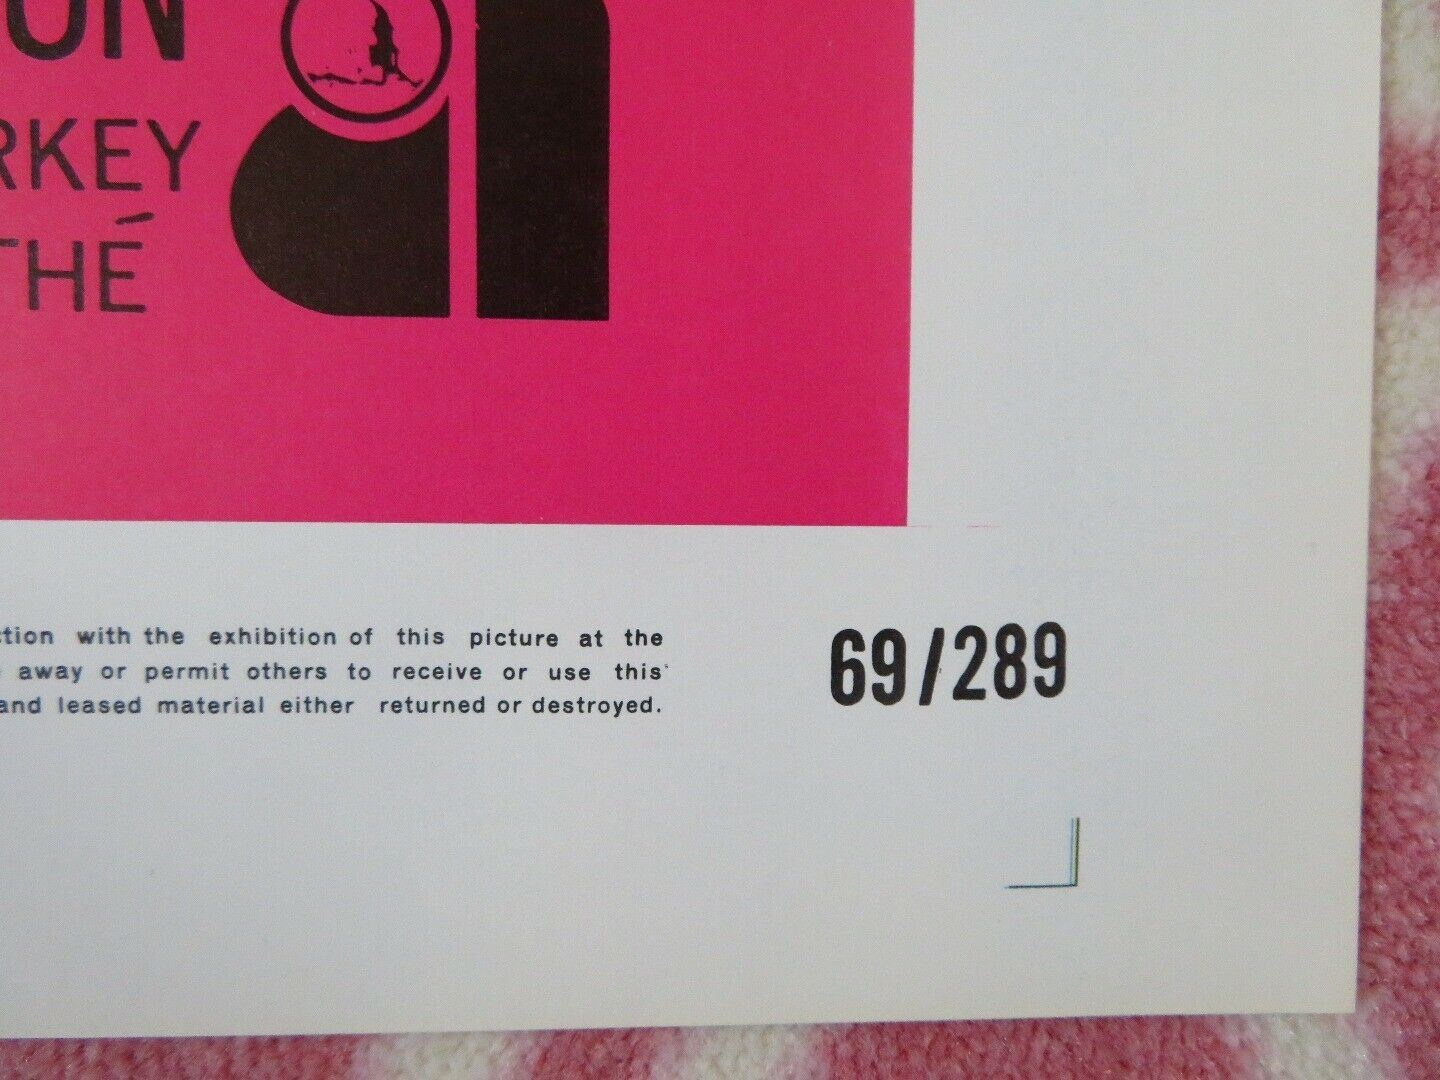 ON
RKEY
THÉ
ction with the exhibition of this picture at the
away or permit others to receive or use this
and leased material either returned or destroyed.
69/289